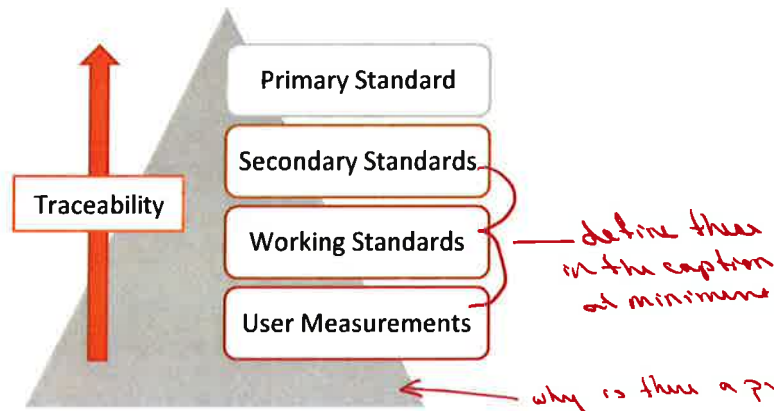 Primary Standard
Secondary Standards
Traceability
Working Standards
define these
in the caption
at minimum
User Measurements
why is there a